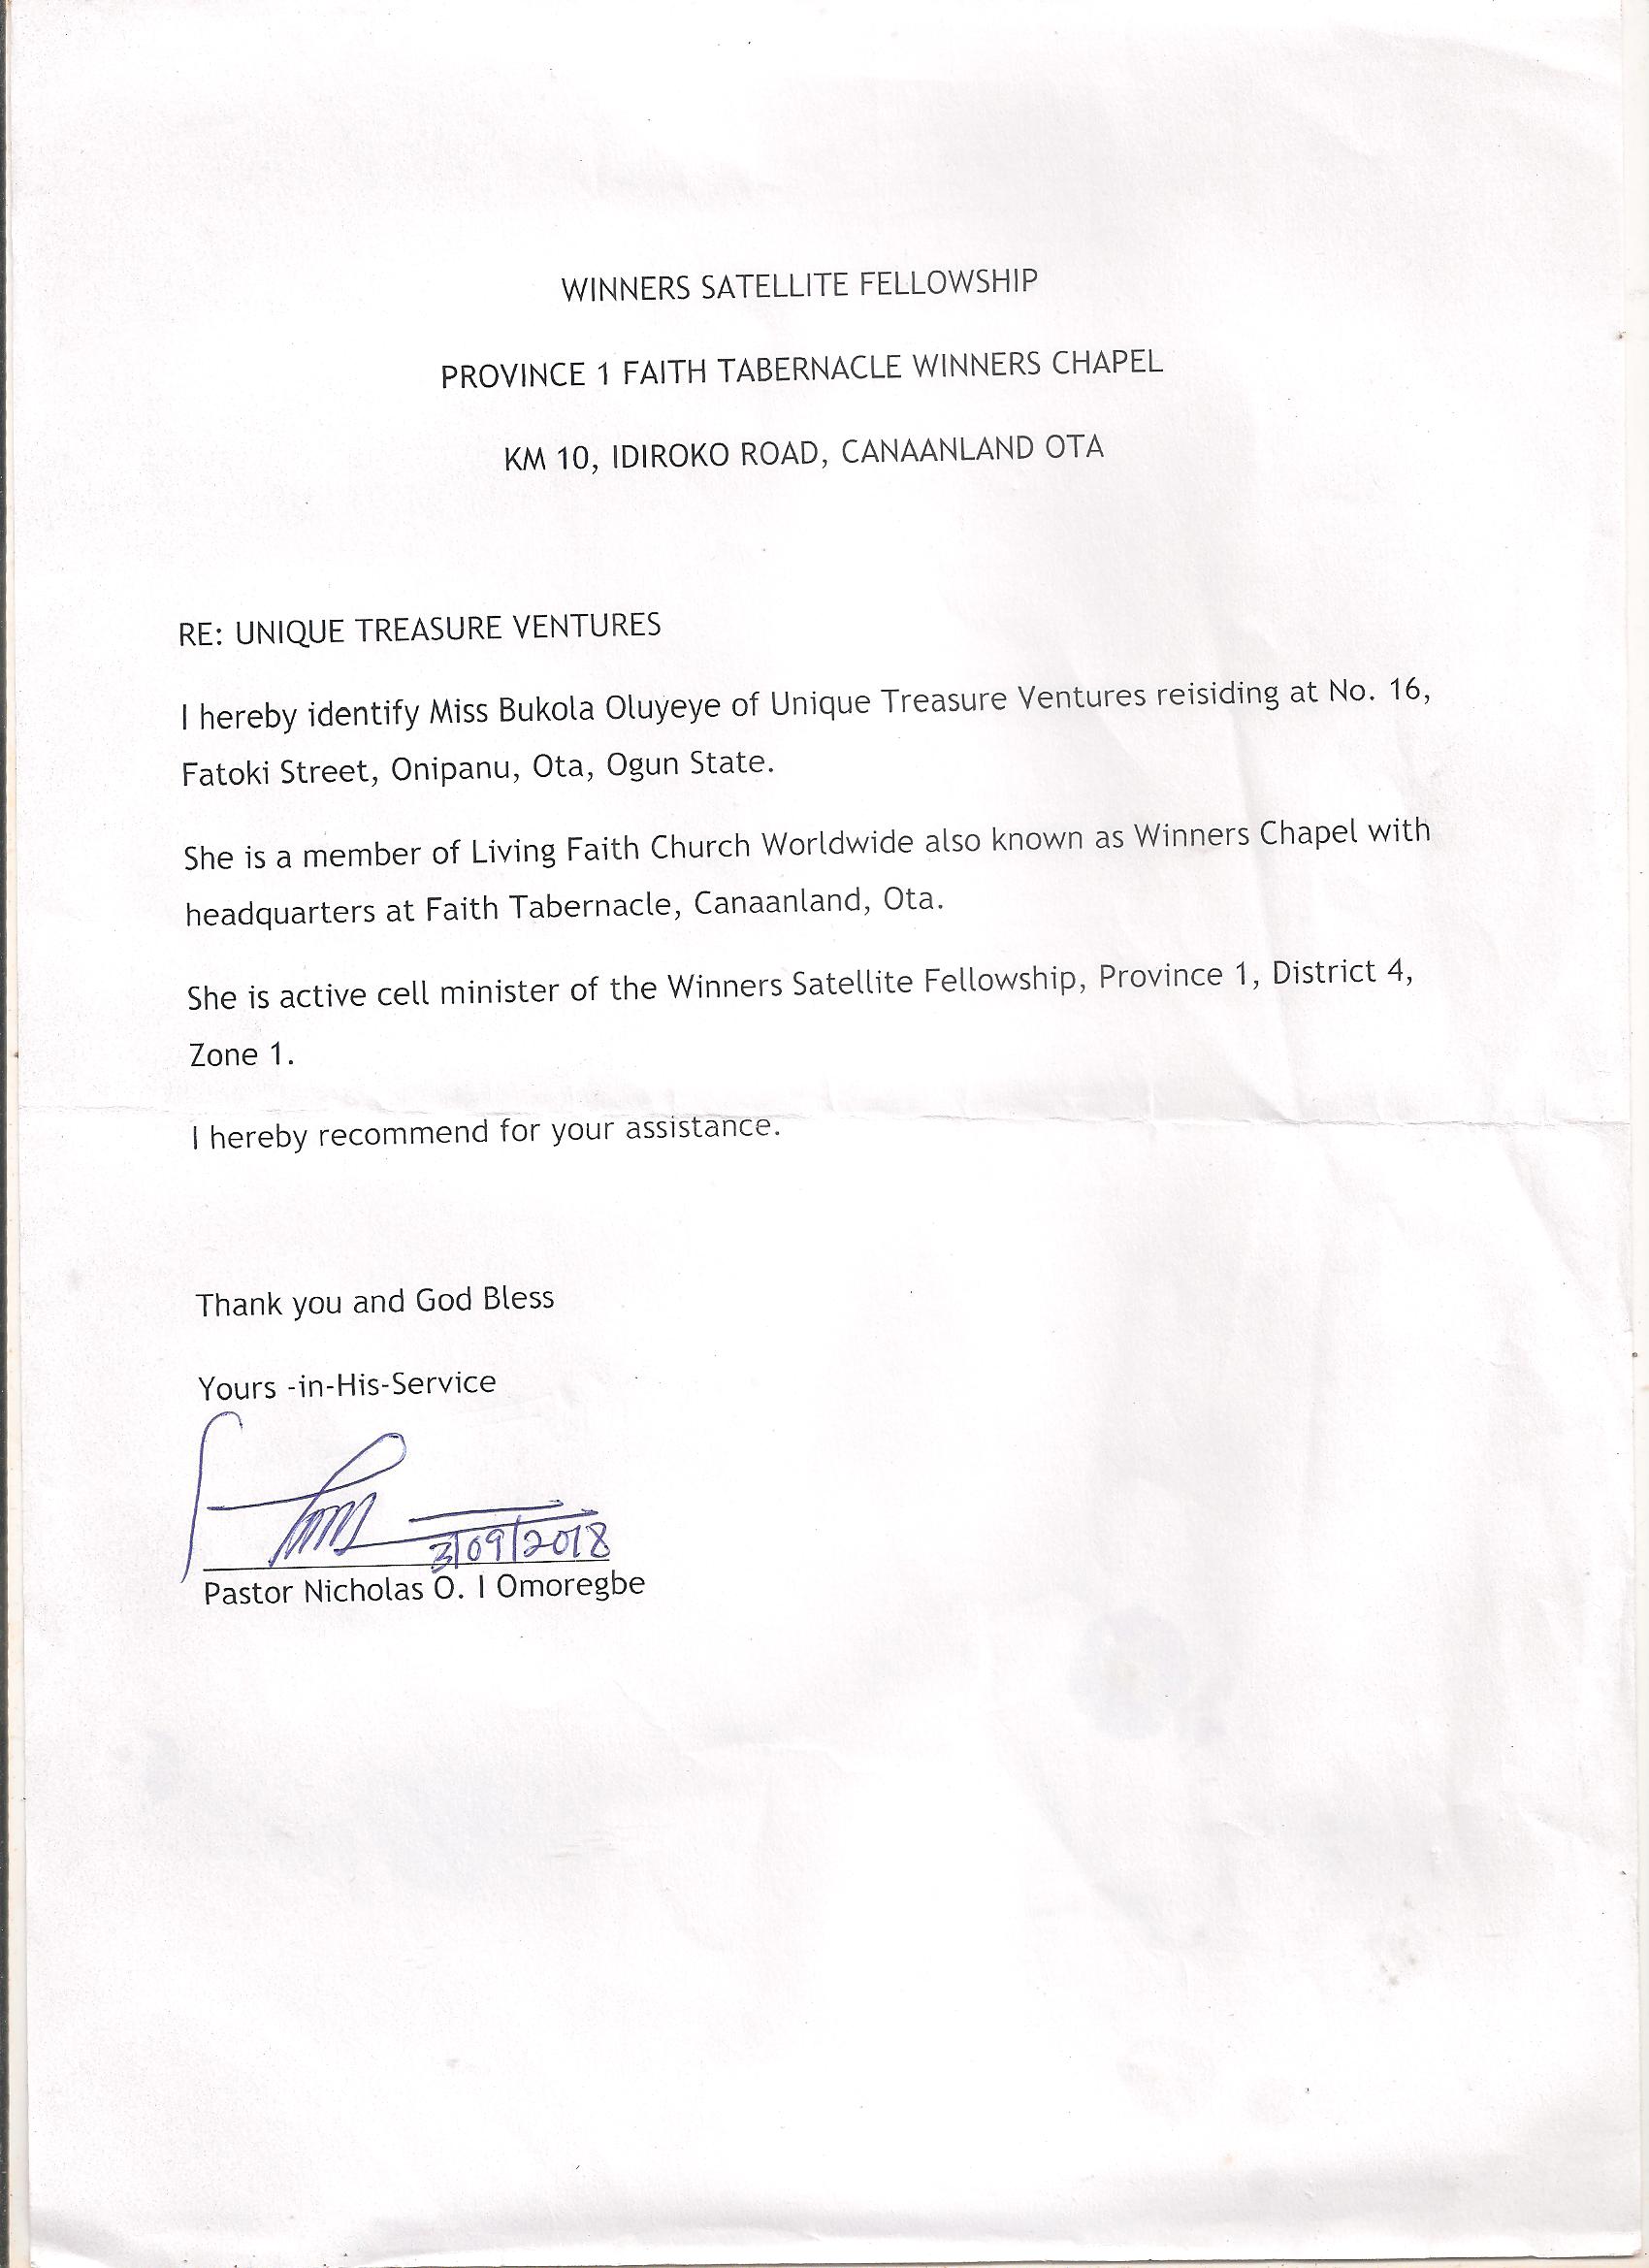 WINNERS SATELLITE FELLOWSHIP
PROVINCE 1 FAITH TABERNACLE WINNERS CHAPEL
KM 10, IDIROKO ROAD, CANAANLAND OTA
RE: UNIQUE TREASURE VENTURES
I hereby identify Miss Bukola Oluyeye of Unique Treasure Ventures reisiding at No. 16,
Fatoki Street, Onipanu, Ota, Ogun State.
She is a member of Living Faith Church Worldwide also known as Winners Chapel with
headquarters at Faith Tabernacle, Canaanland, Ota.
She is active cell minister of the Winners Satellite Fellowship, Province 1, District 4,
Zone 1.
I hereby recommend for your assistance.
Thank you and God Bless
Yours -in-His-Service
3/09/2018
Pastor Nicholas O. I Omoregbe